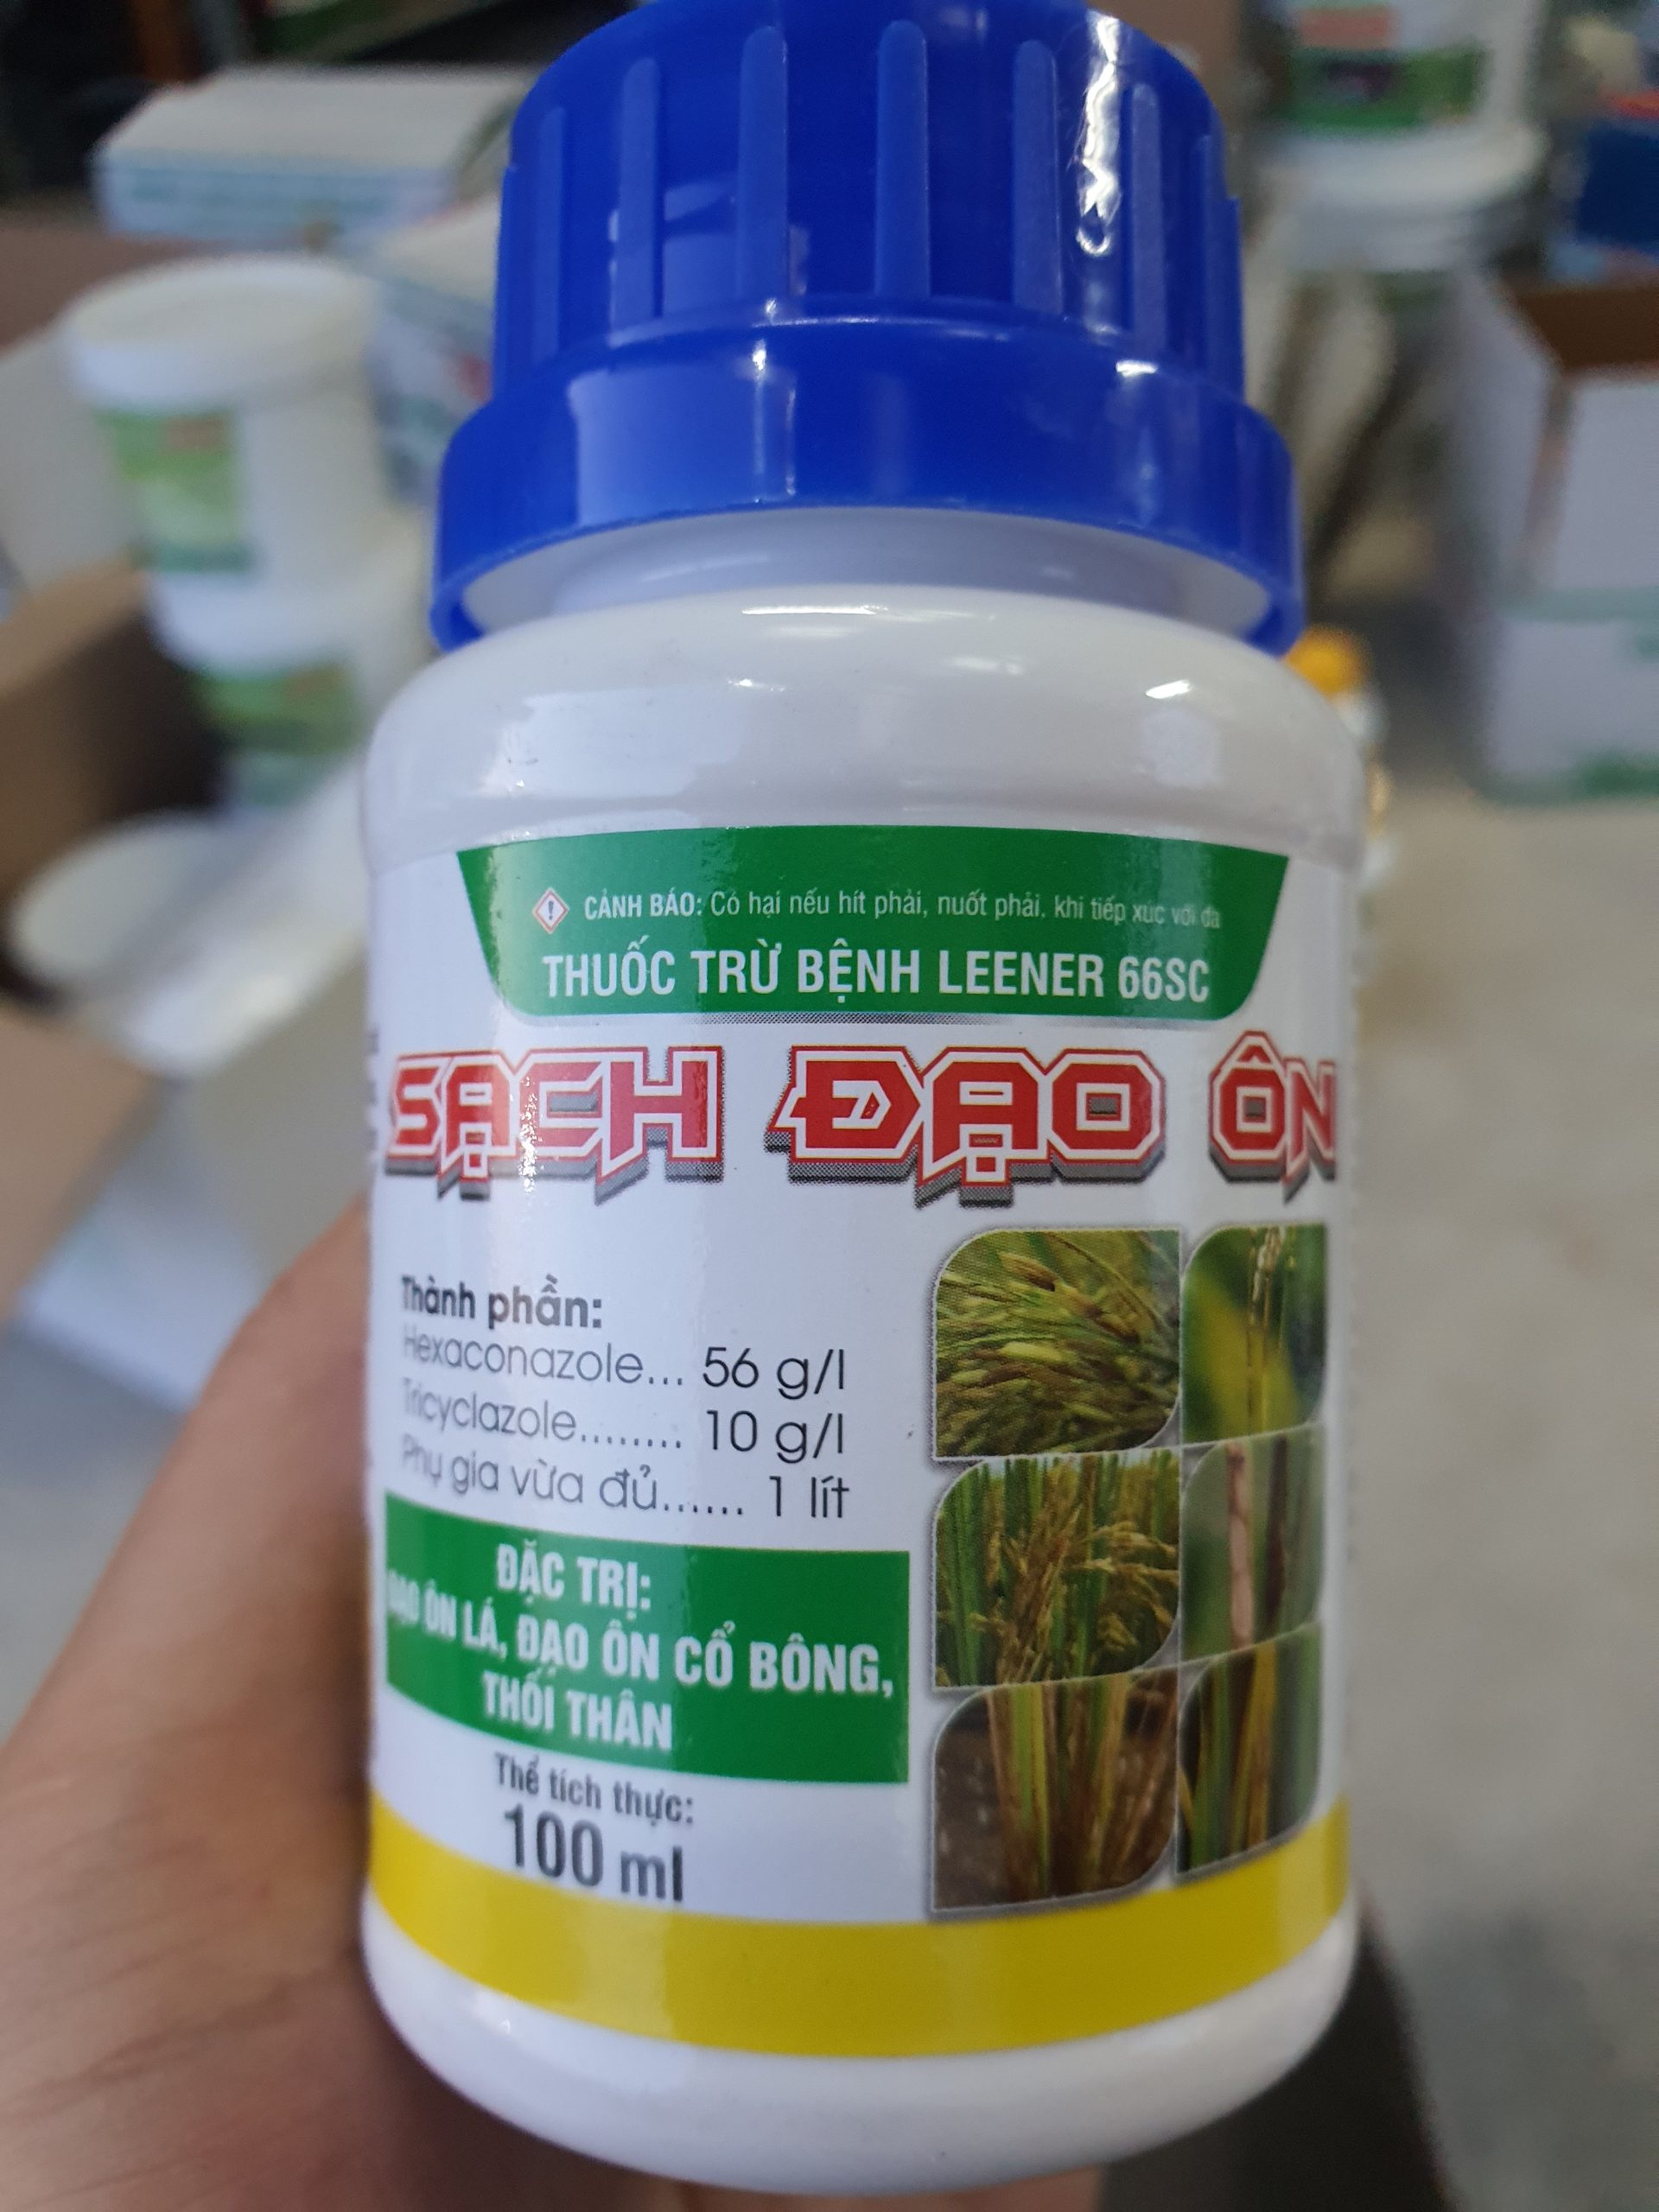 CẢNH BÁO: Có hại nếu hít phải, nuốt phải. khi tiếp xúc với da
THUỐC TRỪ BỆNH LEENER 66SC
SẠCH ĐẠO ÔN
Thành phần:
Hexaconazole... 56 g/l
Tricyclazole........ 10 g/l
Phụ gia vừa đủ...... 1 lít
ĐẶC TRỊ:
ĐẠO ÔN LÁ, ĐẠO ÔN CỔ BÔNG,
THỐI THÂN
Thể tích thực:
100 ml